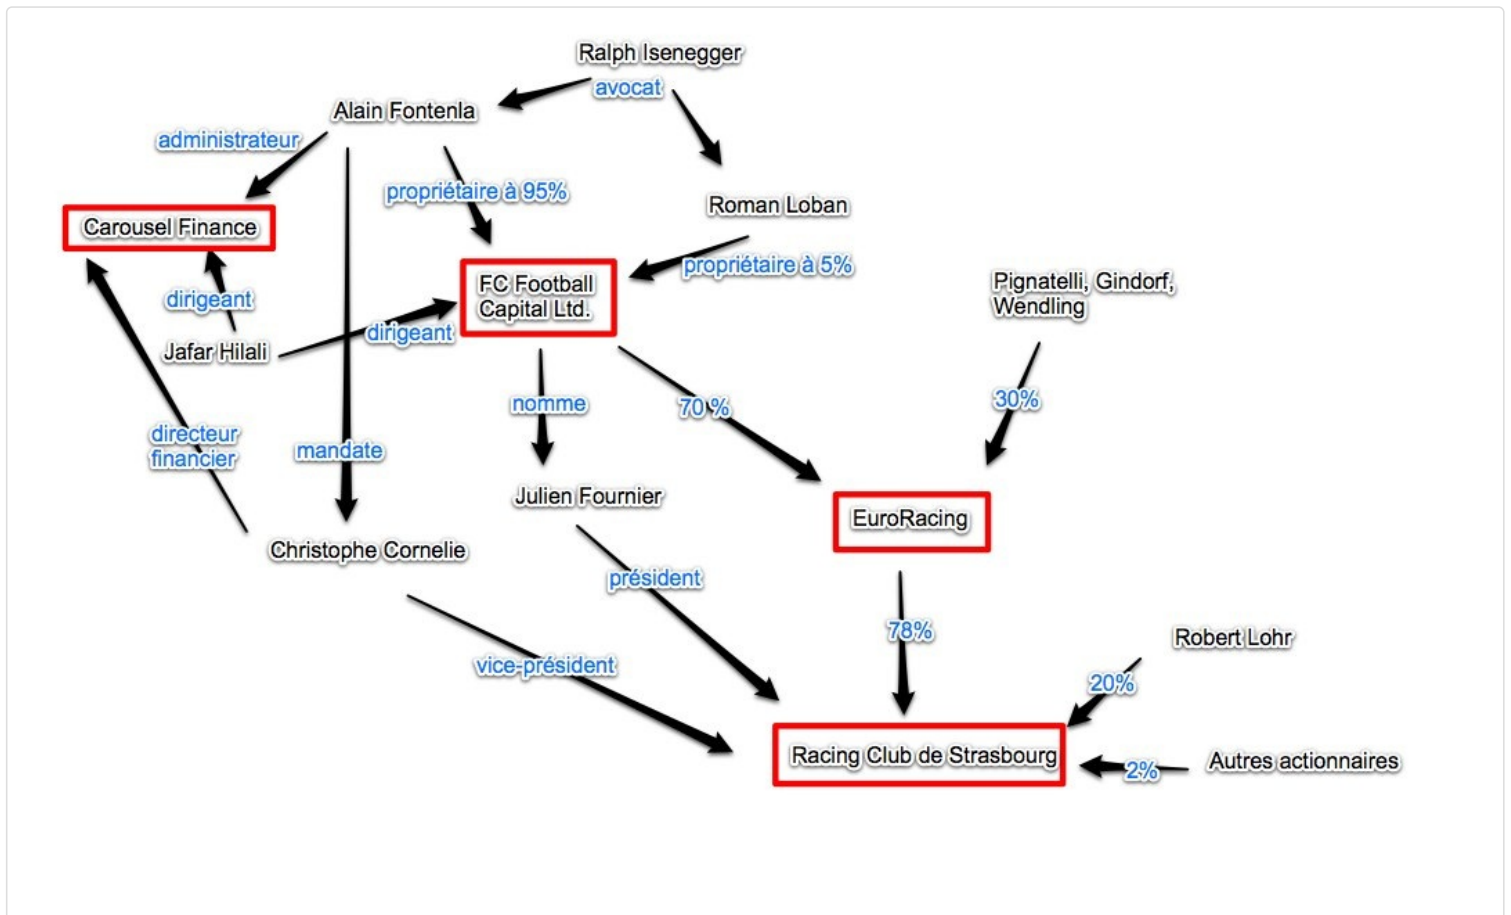 Ralph Isenegger
avocat
Alain Fontenla
administrateur
propriétaire à 95%
Roman Loban
Carousel Finance
propriétaire à 5%
FC Football
Capital Ltd.
Pignatelli, Gindorf,
Wendling
dirigeant
dirigeant
Jafar Hilali
nomme
70 %
30%
directeur
financier
mandate
Julien Fournier
EuroRacing
Christophe Cornelie
président
78%
Robert Lohr
vice-président
20%
Racing Club de Strasbourg
2%
Autres actionnaires